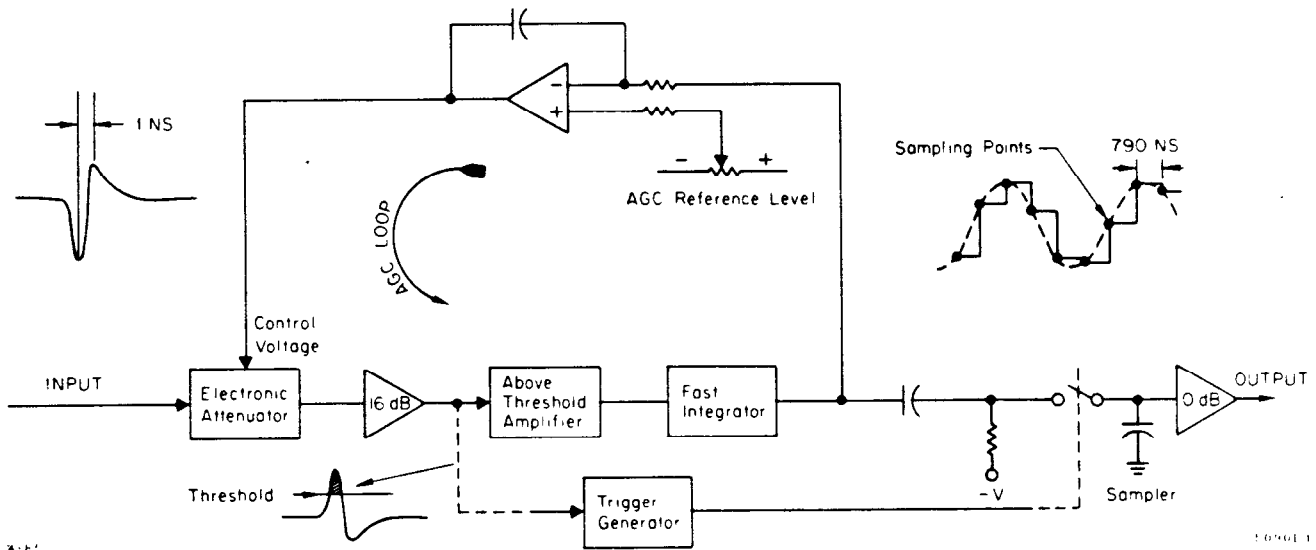 1 NS
-
+
- +
AGC Reference Level
AGC LOOP
Sampling Points
790 NS
Control
Voltage
INPUT
Electronic
Attenuator
16 dB
Above
Threshold
Amplifier
Fast
Integrator
0 dB
OUTPUT
Threshold
Trigger
Generator
-V
Sampler